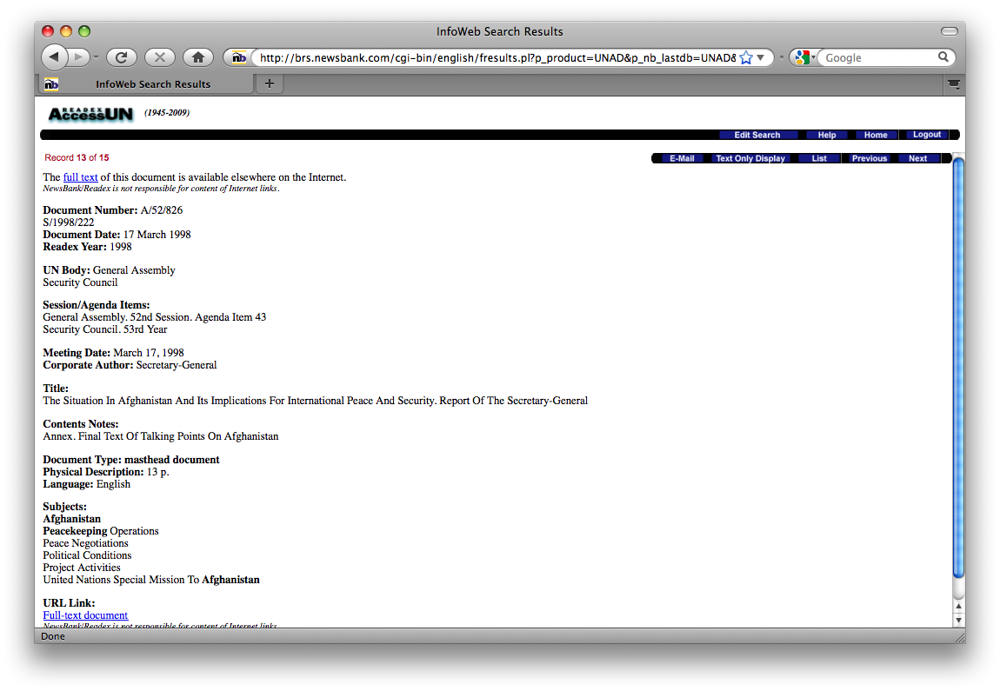 InfoWeb Search Results
http://brs.newsbank.com/cgi-bin/english/fresults.pl?p_product=UNAD&p_nb_lastdb=UNAD&
Google
nb InfoWeb Search Results +
READEX
AccessUN (1945-2009)
Edit Search Help Home Logout
Record 13 of 15
E-Mail Text Only Display List Previous Next
The full text of this document is available elsewhere on the Internet.
NewsBank/Readex is not responsible for content of Internet links.
Document Number: A/52/826
S/1998/222
Document Date: 17 March 1998
Readex Year: 1998
UN Body: General Assembly
Security Council
Session/Agenda Items:
General Assembly. 52nd Session. Agenda Item 43
Security Council. 53rd Year
Meeting Date: March 17, 1998
Corporate Author: Secretary-General
Title:
The Situation In Afghanistan And Its Implications For International Peace And Security. Report Of The Secretary-General
Contents Notes:
Annex. Final Text Of Talking Points On Afghanistan
Document Type: masthead document
Physical Description: 13 p.
Language: English
Subjects:
Afghanistan
Peacekeeping Operations
Peace Negotiations
Political Conditions
Project Activities
United Nations Special Mission To Afghanistan
URL Link:
Full-text document
NewsBank/Readex is not responsible for content of Internet links.
Done